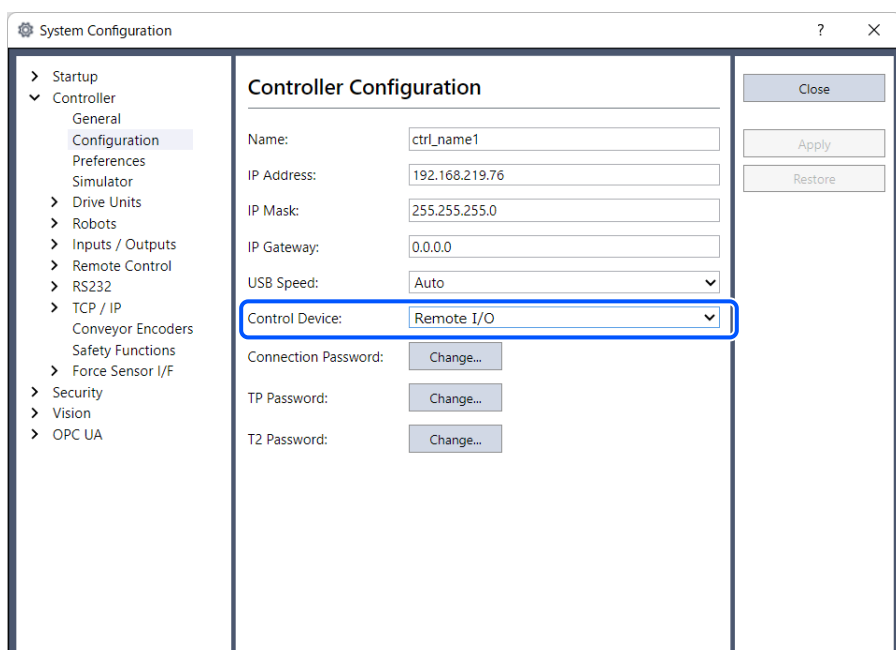 System Configuration
?
Startup
Controller
General
Configuration
Preferences
Simulator
Drive Units
Robots
Inputs / Outputs
Remote Control
RS232
TCP / IP
Conveyor Encoders
Safety Functions
Force Sensor I/F
Security
Vision
OPC UA
Controller Configuration
Name: ctrl_name1
IP Address: 192.168.219.76
IP Mask: 255.255.255.0
IP Gateway: 0.0.0.0
USB Speed: Auto
Control Device: Remote I/O
Connection Password: Change...
TP Password: Change...
T2 Password: Change...
Close
Apply
Restore